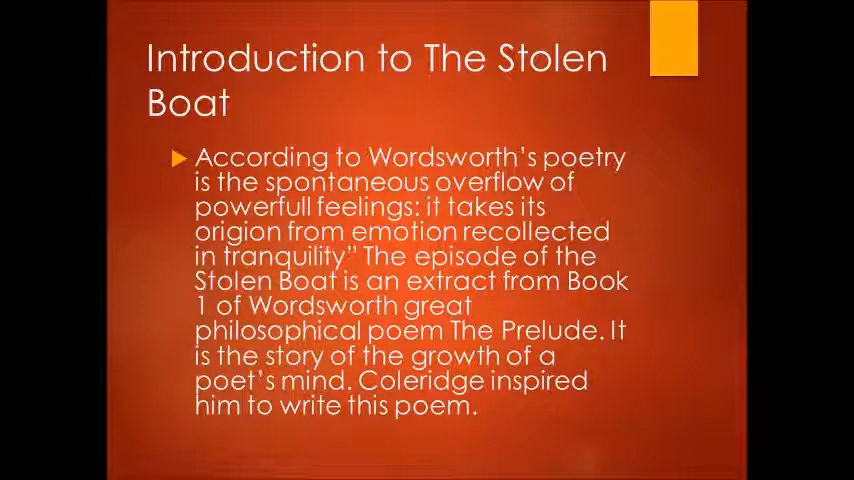 Introduction to The Stolen
Boat
According to Wordsworth’s poetry
is the spontaneous overflow of
powerfull feelings: it takes its
origion from emotion recollected
in tranquility” The episode of the
Stolen Boat is an extract from Book
1 of Wordsworth great
philosophical poem The Prelude. It
is the story of the growth of a
poet’s mind. Coleridge inspired
him to write this poem.